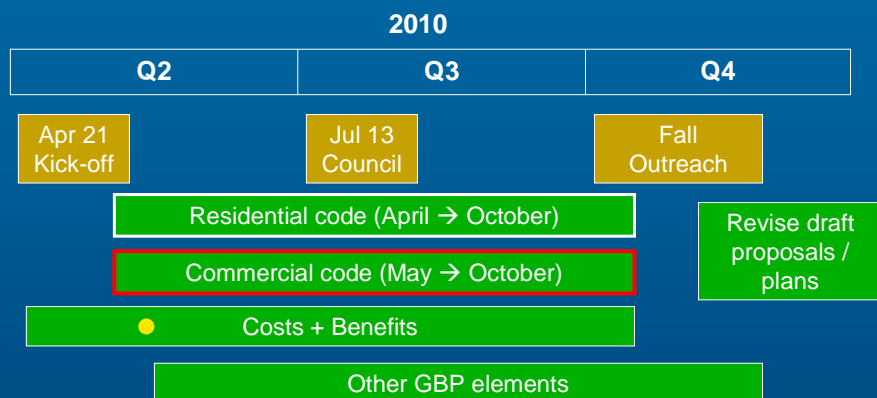 2010
Q2
Q3
Q4
Apr 21
Kick-off
Jul 13
Council
Fall
Outreach
Residential code (April → October)
Revise draft
proposals /
plans
Commercial code (May → October)
Costs + Benefits
Other GBP elements